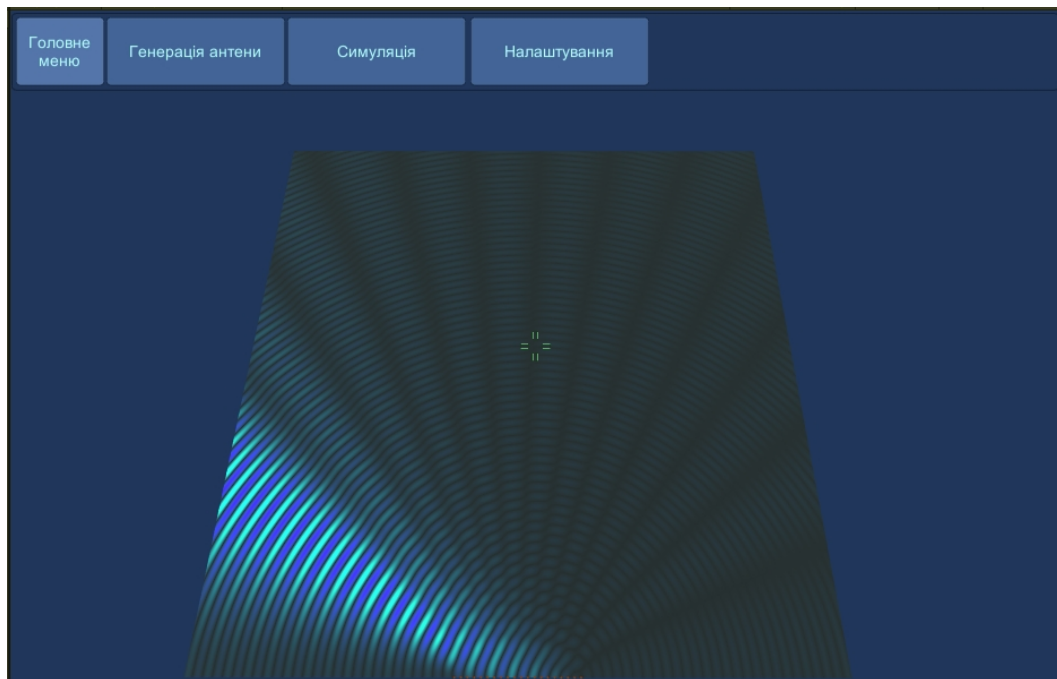 Головне
меню
Генерація антени
Симуляція
Налаштування